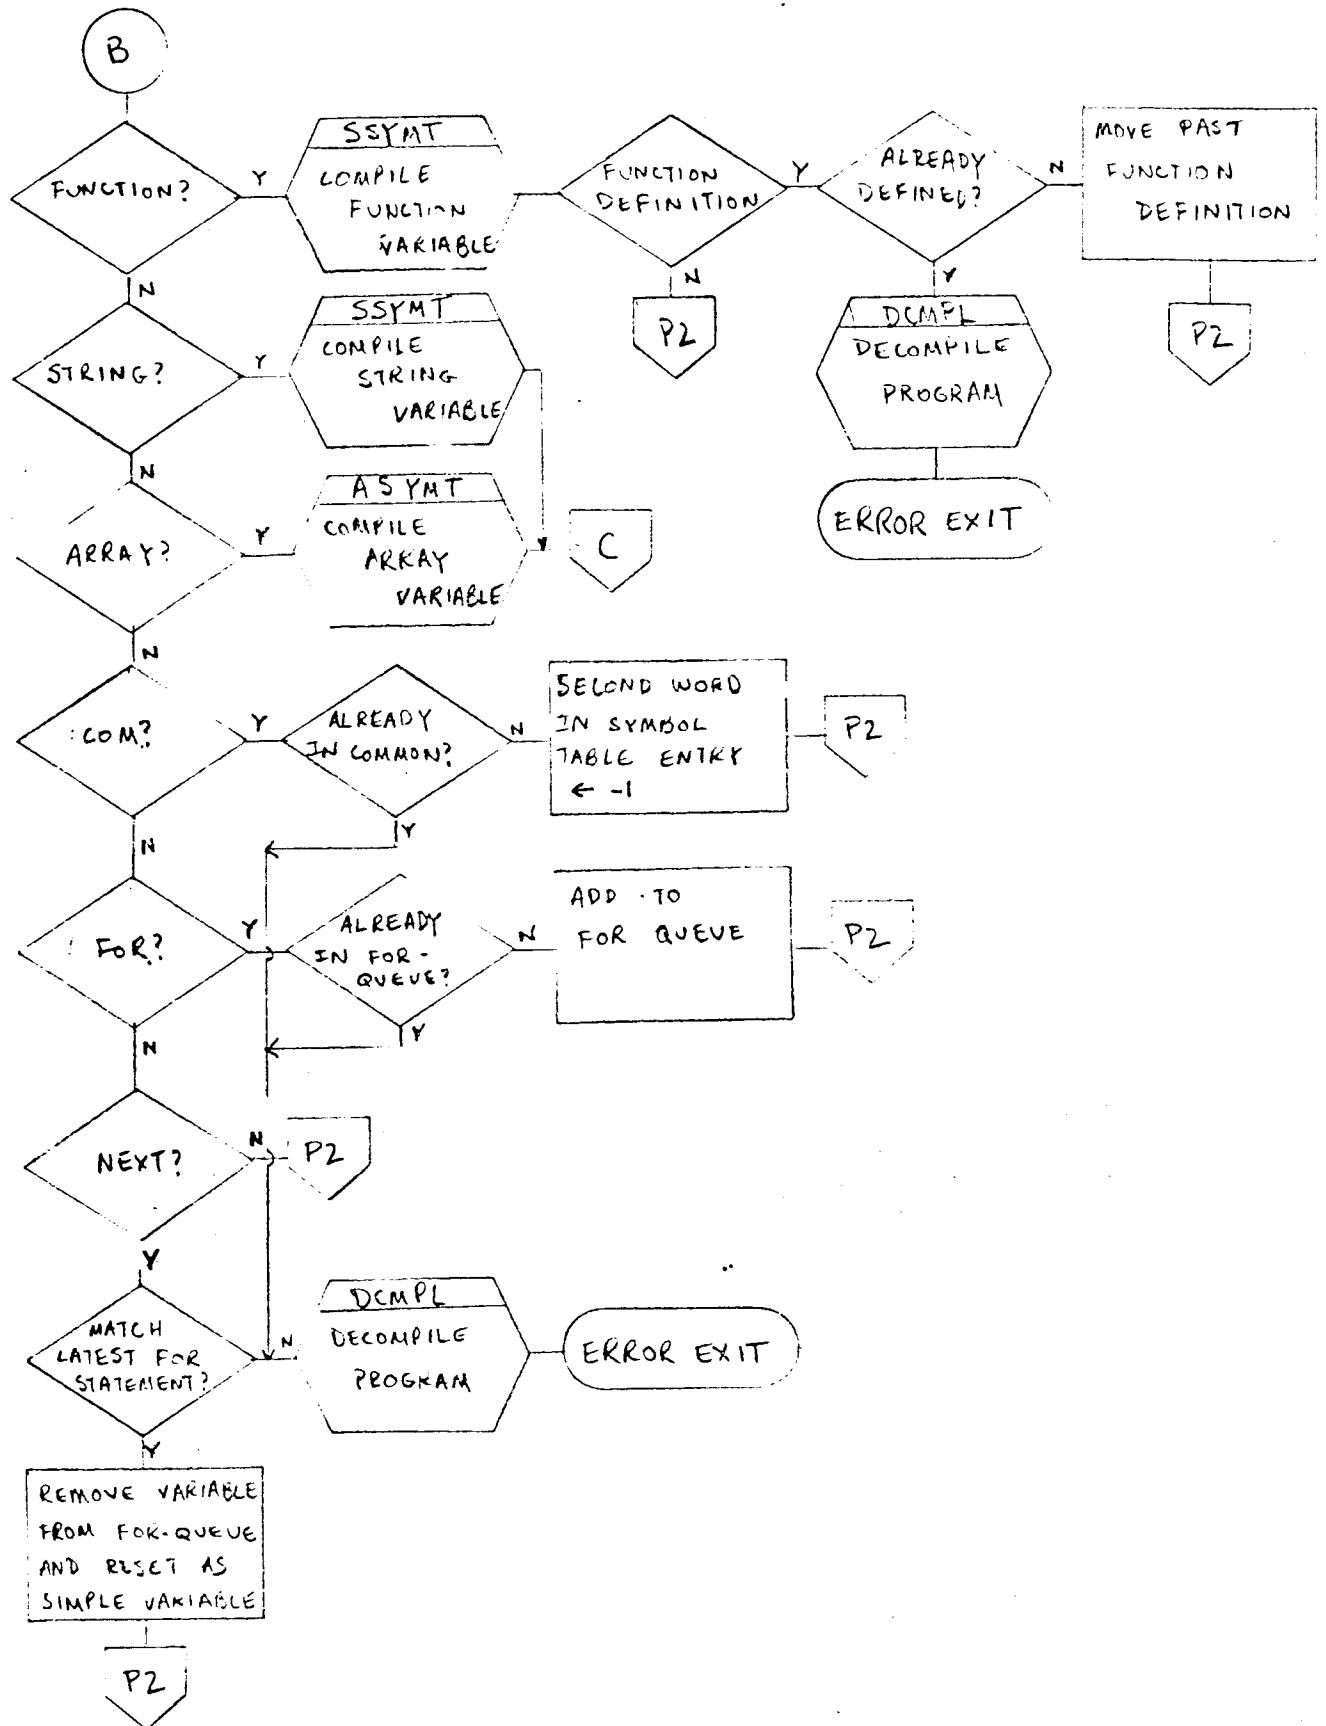 B
FUNCTION?
Y
SSYMT
COMPILE
FUNCTION
VARIABLE
FUNCTION
DEFINITION
Y
ALREADY
DEFINED?
N
MOVE PAST
FUNCTION
DEFINITION
N
N
Y
P2
P2
STRING?
Y
SSYMT
COMPILE
STRING
VARIABLE
DCMPL
DECOMPILE
PROGRAM
ERROR EXIT
N
ARRAY?
Y
ASYMT
COMPILE
ARRAY
VARIABLE
C
N
COM?
Y
ALREADY
IN COMMON?
N
SECOND WORD
IN SYMBOL
TABLE ENTRY
← -1
P2
Y
N
FOR?
Y
ALREADY
IN FOR-
QUEUE?
N
ADD TO
FOR QUEUE
P2
Y
N
NEXT?
N
P2
Y
MATCH
LATEST FOR
STATEMENT?
N
DCMPL
DECOMPILE
PROGRAM
ERROR EXIT
Y
REMOVE VARIABLE
FROM FOR-QUEUE
AND RESET AS
SIMPLE VARIABLE
P2